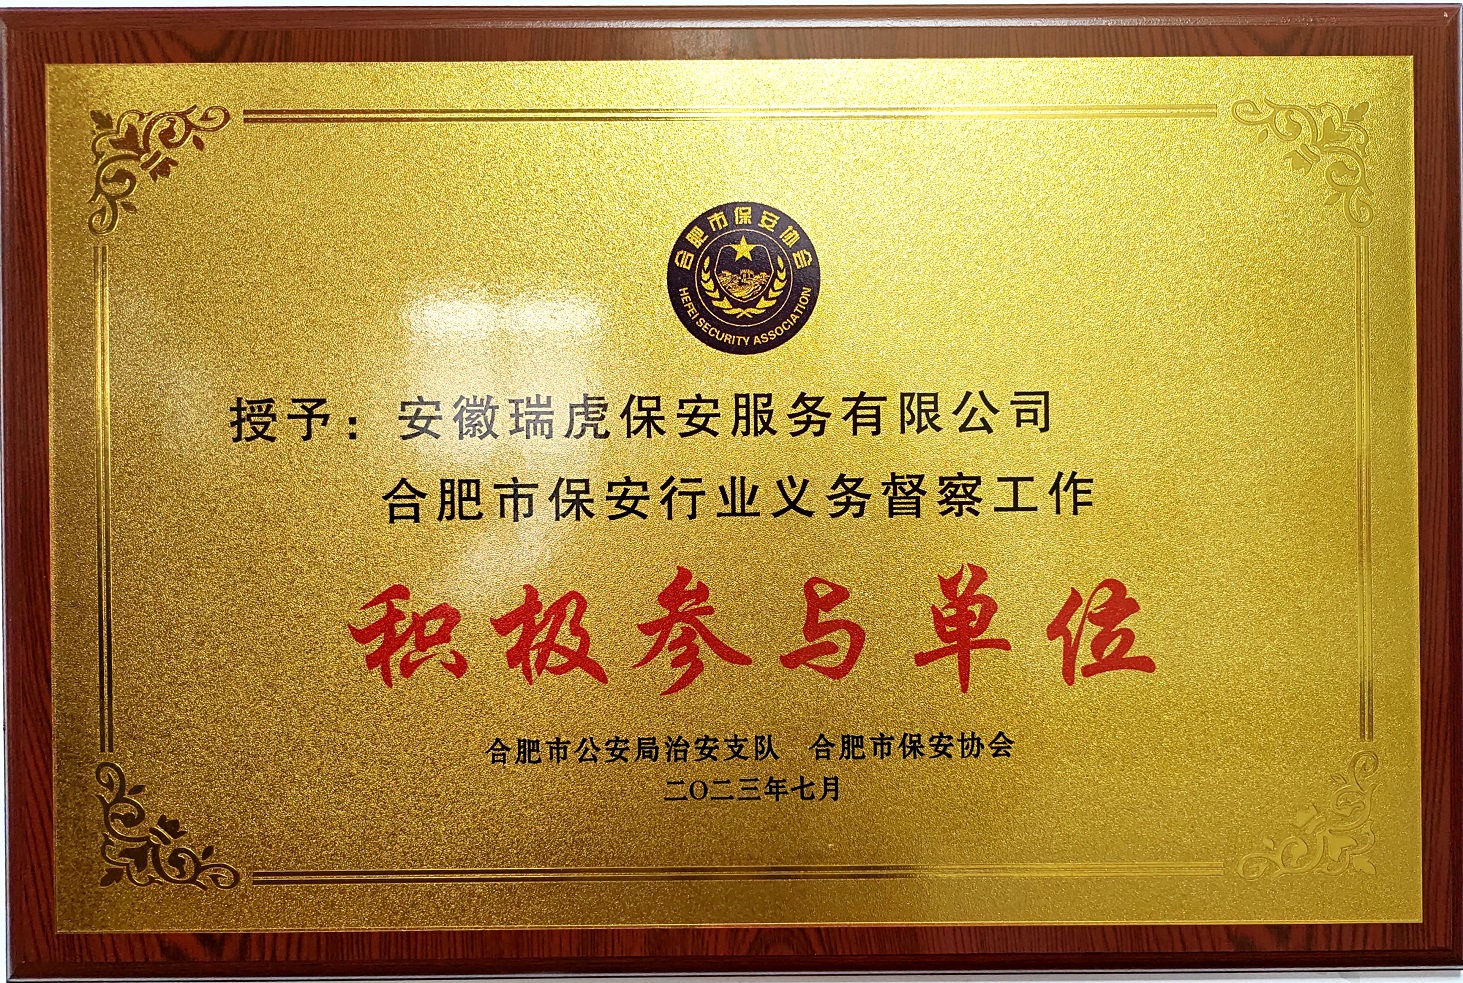 合肥市保安协会
HEFEI SECURITY ASSOCIATION
授予：安徽瑞虎保安服务有限公司
合肥市保安行业义务督察工作
积极参与单位
合肥市公安局治安支队 合肥市保安协会
二〇二三年七月